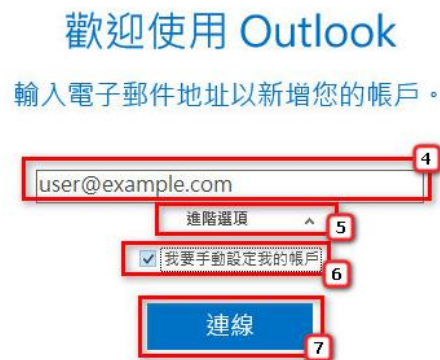 歡迎使用 Outlook
輸入電子郵件地址以新增您的帳戶。
4
user@example.com
進階選項
5
我要手動設定我的帳戶
6
連線
7